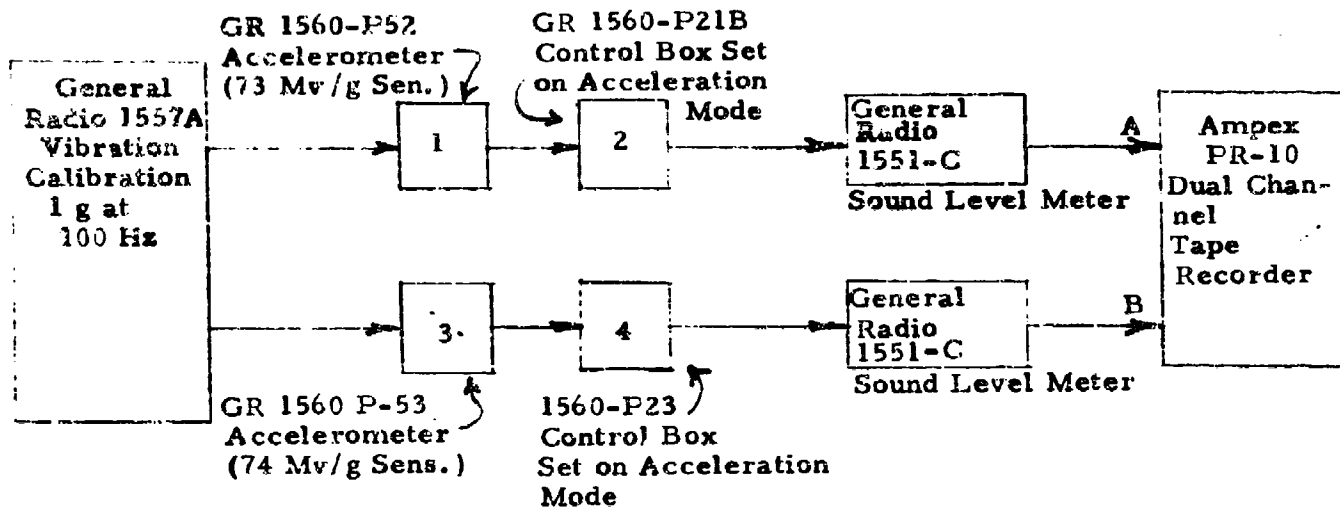 GR 1560-P52
Accelerometer
(73 Mv/g Sen.)
GR 1560-P21B
Control Box Set
on Acceleration
Mode
General
Radio 1557A
Vibration
Calibration
1 g at
100 Hz
1
2
General
Radio
1551-C
Sound Level Meter
A
Ampex
PR-10
Dual Chan-
nel
Tape
Recorder
3.
4
General
Radio
1551-C
Sound Level Meter
B
GR 1560 P-53
Accelerometer
(74 Mv/g Sens.)
1560-P23
Control Box
Set on Acceleration
Mode